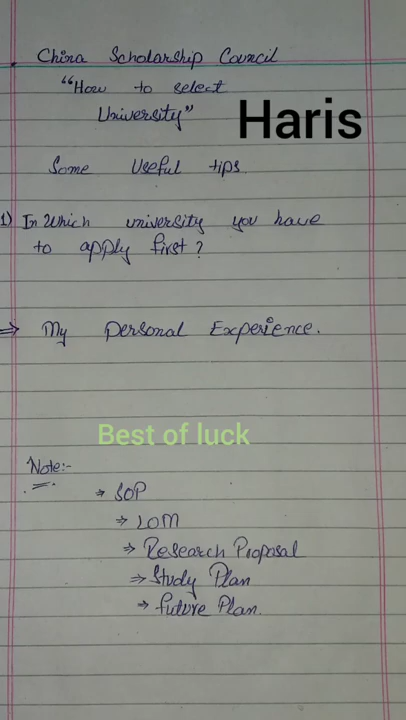 China Scholarship Council
"How to select
University"
Haris
Some Useful tips
1) In Which university you have
to apply first?
⇒ My Personal Experience.
Best of luck
Note:-
→ SOP
⇒ LOM
⇒ Research Proposal
⇒ Study Plan
→ Future Plan.